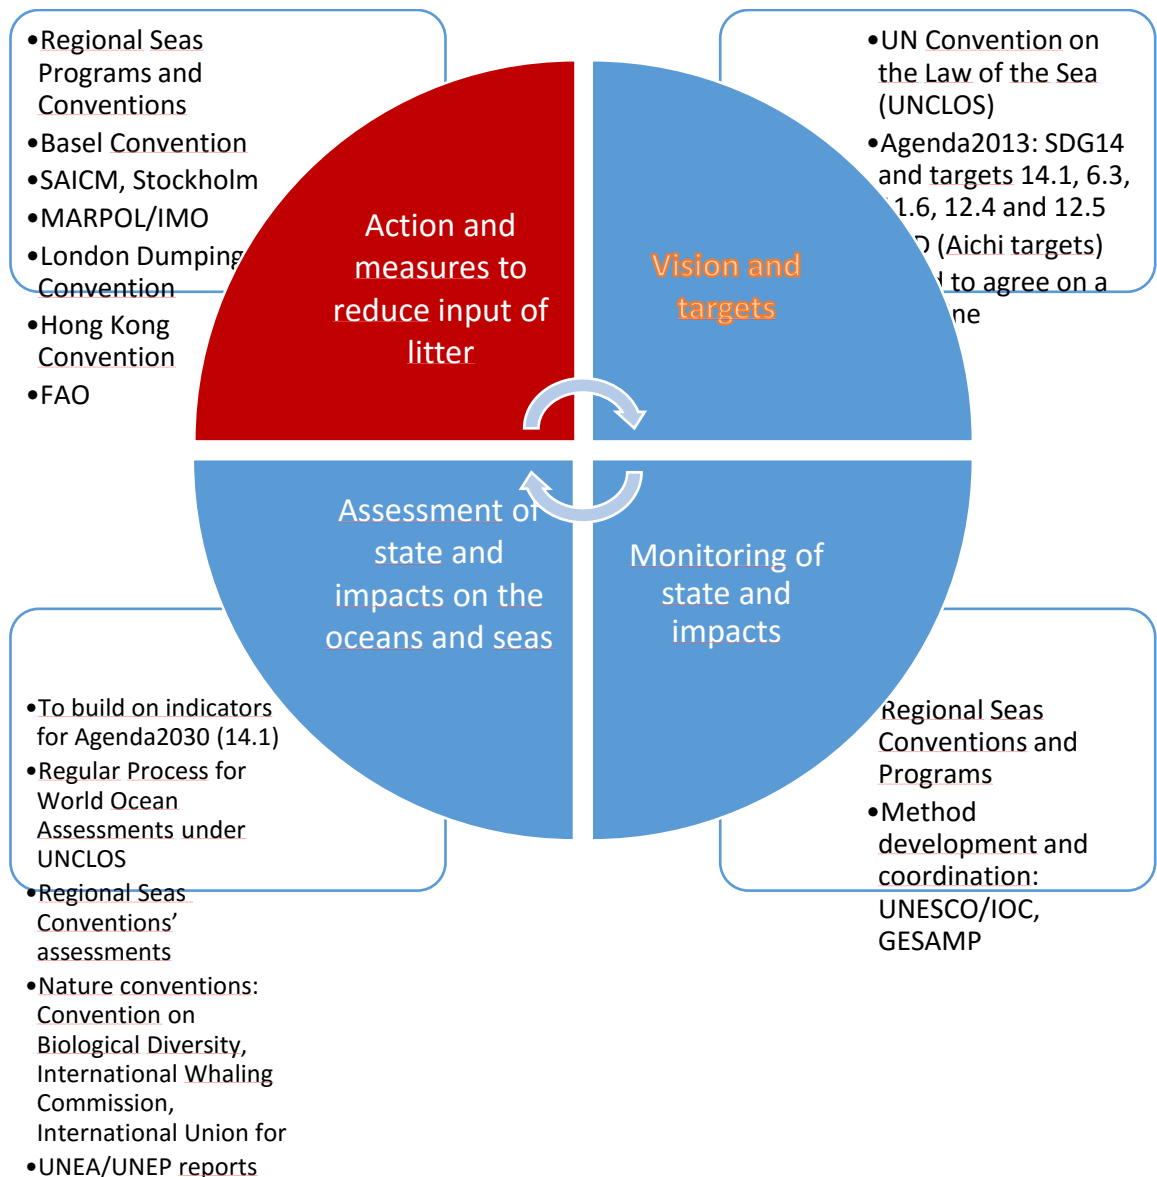 •Regional Seas
Programs and
Conventions
•Basel Convention
•SAICM, Stockholm
•MARPOL/IMO
•London Dumping
Convention
•Hong Kong
Convention
•FAO
•UN Convention on
the Law of the Sea
(UNCLOS)
•Agenda2013: SDG14
and targets 14.1, 6.3,
1.6, 12.4 and 12.5
(Aichi targets)
to agree on a
Action and
measures to
reduce input of
litter
Vision and
targets
Assessment of
state and
impacts on the
oceans and seas
Monitoring of
state and
impacts
•To build on indicators
for Agenda2030 (14.1)
•Regular Process for
World Ocean
Assessments under
UNCLOS
•Regional Seas
Conventions’
assessments
•Nature conventions:
Convention on
Biological Diversity,
International Whaling
Commission,
International Union for
•UNEA/UNEP reports
Regional Seas
Conventions and
Programs
•Method
development and
coordination:
UNESCO/IOC,
GESAMP